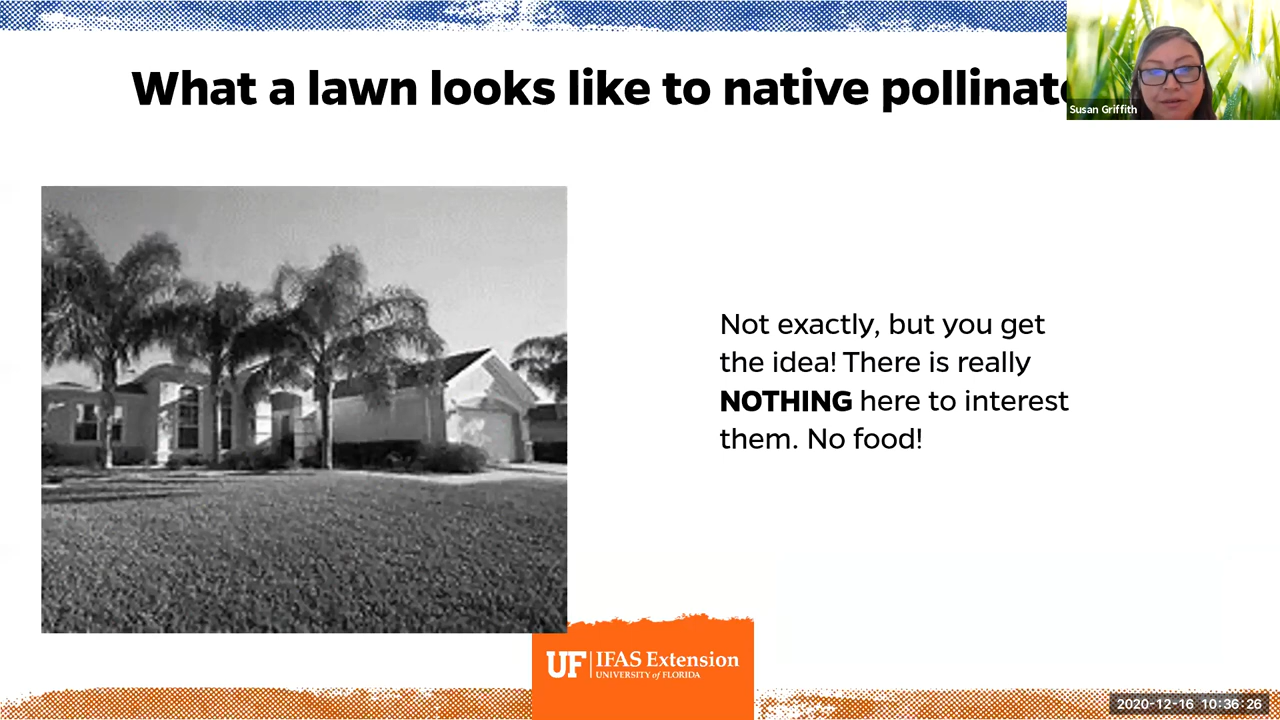 What a lawn looks like to native pollinato
Susan Griffith
Not exactly, but you get
the idea! There is really
NOTHING here to interest
them. No food!
UF IFAS Extension
UNIVERSITY of FLORIDA
2020-12-16 10:36:26